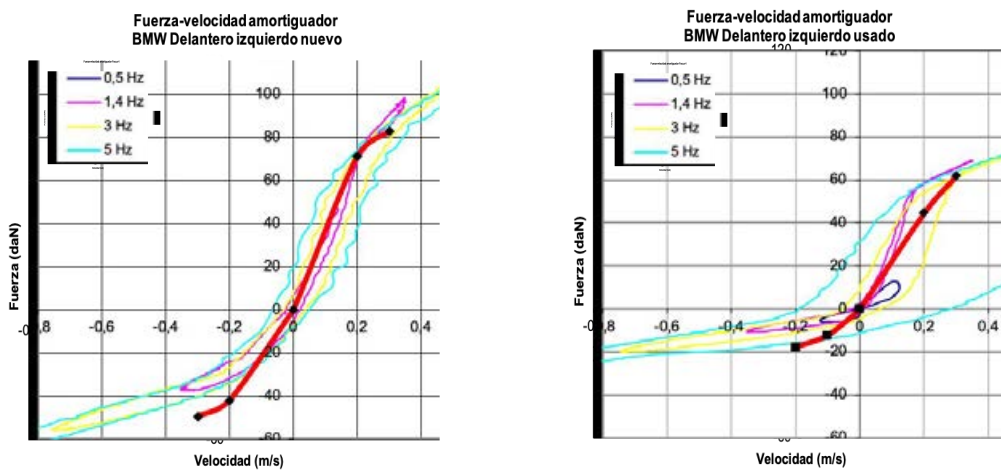 Fuerza-velocidad amortiguador
BMW Delantero izquierdo nuevo
0,5 Hz
1,4 Hz
3 Hz
5 Hz
100
80
60
40
20
0
-20
-40
-60
-0,8
-0,6
-0,4
-0,2
0
0,2
0,4
Fuerza (daN)
Velocidad (m/s)
Fuerza-velocidad amortiguador
BMW Delantero izquierdo usado
0,5 Hz
1,4 Hz
3 Hz
5 Hz
120
100
80
60
40
20
0
-20
-40
-60
-0,8
-0,6
-0,4
-0,2
0
0,2
0,4
Fuerza (daN)
Velocidad (m/s)